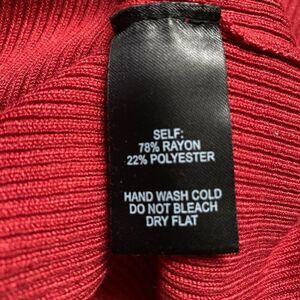 SELF:
78% RAYON
22% POLYESTER
HAND WASH COLD
DO NOT BLEACH
DRY FLAT